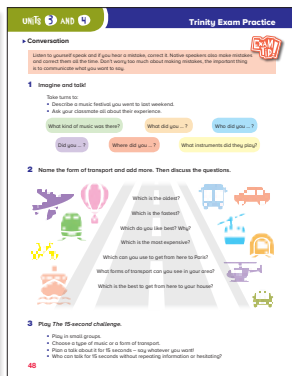 UNITS 3 AND 4
Trinity Exam Practice
Conversation
EXAM TIP!
Listen to yourself speak and if you hear a mistake, correct it. Native speakers also make mistakes
and correct them all the time. Don't worry too much about making mistakes, the important thing
is to communicate what you want to say.
1 Imagine and talk!
Take turns to:
• Describe a music festival you went to last weekend.
• Ask your classmate all about their experience.
What kind of music was there?
What did you ... ?
Who did you ... ?
Did you ... ?
Where did you ... ?
What instruments did they play?
2 Name the form of transport and add more. Then discuss the questions.
Which is the oldest?
Which is the fastest?
Which do you like best? Why?
Which is the most expensive?
Which can you use to get from here to Paris?
What forms of transport can you see in your area?
Which is the best to get from here to your house?
3 Play The 15-second challenge.
• Play in small groups.
• Choose a type of music or a form of transport.
• Plan a talk about it for 15 seconds – say whatever you want!
• Who can talk for 15 seconds without repeating information or hesitating?
48